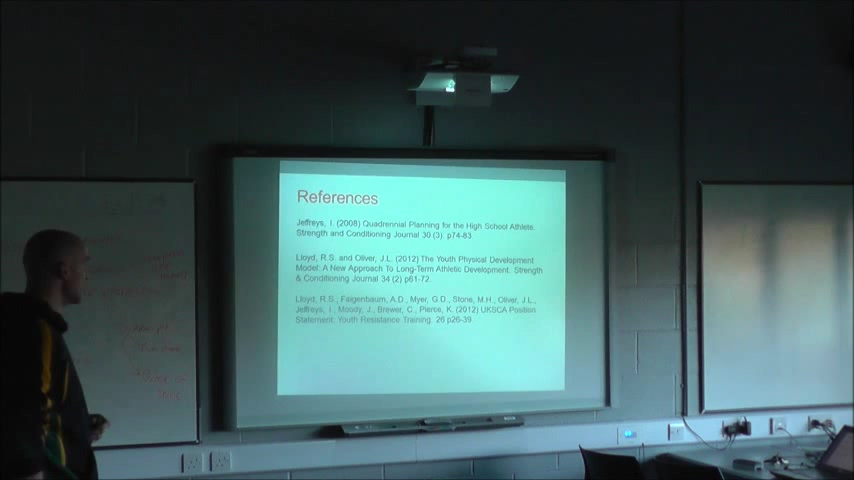 References
Jeffreys, I. (2008) Quadrennial Planning for the High School Athlete.
Strength and Conditioning Journal 30 (3). p74-83.
Lloyd, R.S. and Oliver, J.L. (2012) The Youth Physical Development
Model: A New Approach To Long-Term Athletic Development. Strength
& Conditioning Journal 34 (2) p61-72.
Lloyd, R.S., Faigenbaum, A.D., Myer, G.D., Stone, M.H., Oliver, J.L.,
Jeffreys, I., Moody, J., Brewer, C., Pierce, K. (2012) UKSCA Position
Statement: Youth Resistance Training. 26 p26-39.